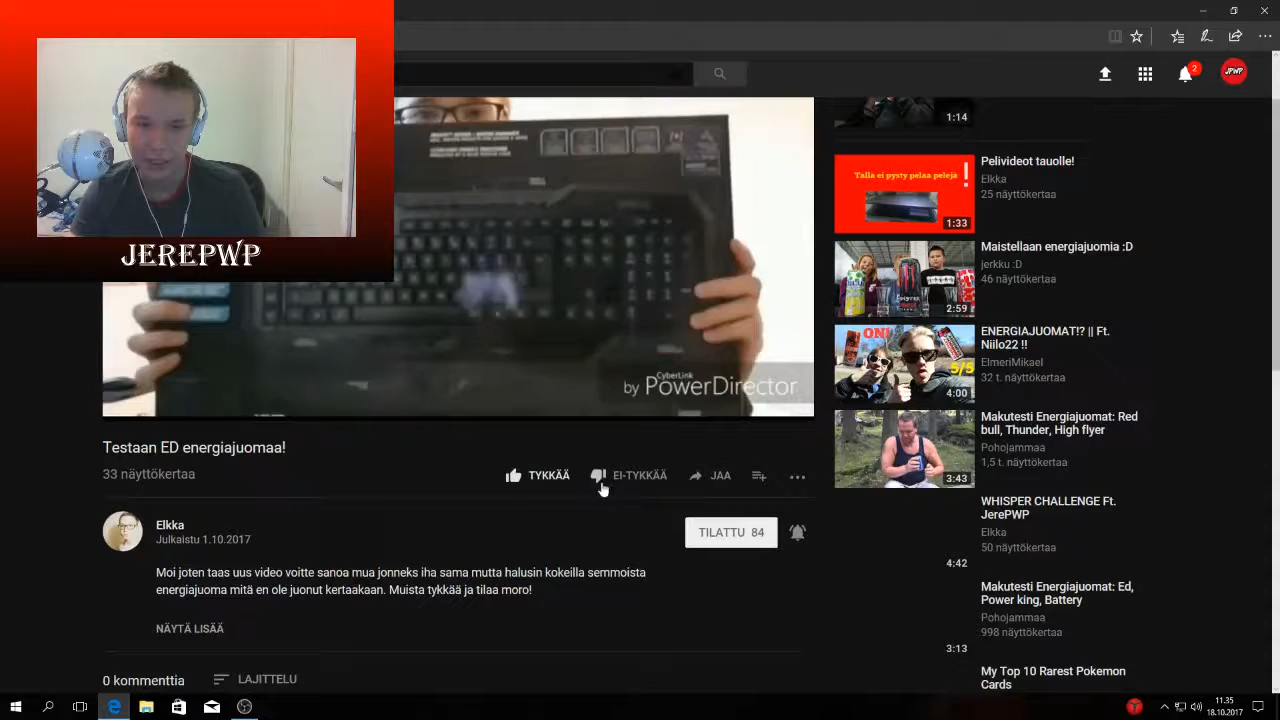 JEREPWP
2
JPWP
by CyberLink PowerDirector
Testaan ED energiajuomaa!
33 näyttökertaa
TYKKÄÄ
EI-TYKKÄÄ
JAA
Elkka
Julkaistu 1.10.2017
TILATTU 84
Moi joten taas uus video voitte sanoa mua jonneks iha sama mutta halusin kokeilla semmoista
energiajuoma mitä en ole juonut kertaakaan. Muista tykkää ja tilaa moro!
NÄYTÄ LISÄÄ
0 kommenttia
LAJITTELU
1:14
Talla ei pysty pelaa peleja
!
1:33
Pelivideot tauolle!
Elkka
25 näyttökertaa
2:59
Maistellaan energiajuomia :D
jerkku :D
46 näyttökertaa
ON!
5/5
4:00
ENERGIAJUOMAT!? || Ft.
Niilo22 !!
ElmeriMikael
32 t. näyttökertaa
3:43
Makutesti Energiajuomat: Red
bull, Thunder, High flyer
Pohojammaa
1,5 t. näyttökertaa
4:42
WHISPER CHALLENGE Ft.
JerePWP
Elkka
50 näyttökertaa
3:13
Makutesti Energiajuomat: Ed,
Power king, Battery
Pohojammaa
998 näyttökertaa
My Top 10 Rarest Pokemon
Cards
11.35
18.10.2017